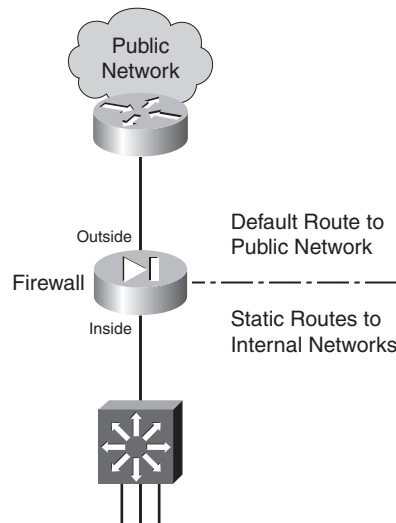 Public
Network
Outside
Default Route to
Public Network
Firewall
Inside
Static Routes to
Internal Networks